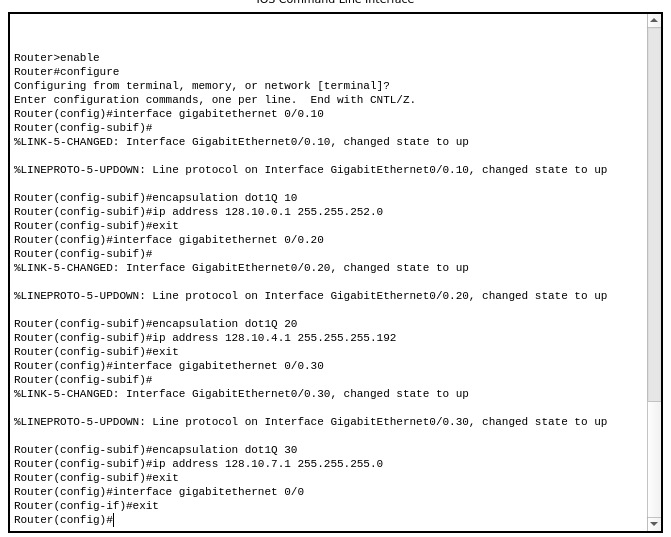 IOS Command Line Interface
Router>enable
Router#configure
Configuring from terminal, memory, or network [terminal]?
Enter configuration commands, one per line.  End with CNTL/Z.
Router(config)#interface gigabitethernet 0/0.10
Router(config-subif)#
%LINK-5-CHANGED: Interface GigabitEthernet0/0.10, changed state to up
%LINEPROTO-5-UPDOWN: Line protocol on Interface GigabitEthernet0/0.10, changed state to up
Router(config-subif)#encapsulation dot1Q 10
Router(config-subif)#ip address 128.10.0.1 255.255.252.0
Router(config-subif)#exit
Router(config)#interface gigabitethernet 0/0.20
Router(config-subif)#
%LINK-5-CHANGED: Interface GigabitEthernet0/0.20, changed state to up
%LINEPROTO-5-UPDOWN: Line protocol on Interface GigabitEthernet0/0.20, changed state to up
Router(config-subif)#encapsulation dot1Q 20
Router(config-subif)#ip address 128.10.4.1 255.255.255.192
Router(config-subif)#exit
Router(config)#interface gigabitethernet 0/0.30
Router(config-subif)#
%LINK-5-CHANGED: Interface GigabitEthernet0/0.30, changed state to up
%LINEPROTO-5-UPDOWN: Line protocol on Interface GigabitEthernet0/0.30, changed state to up
Router(config-subif)#encapsulation dot1Q 30
Router(config-subif)#ip address 128.10.7.1 255.255.255.0
Router(config-subif)#exit
Router(config)#interface gigabitethernet 0/0
Router(config-if)#exit
Router(config)#